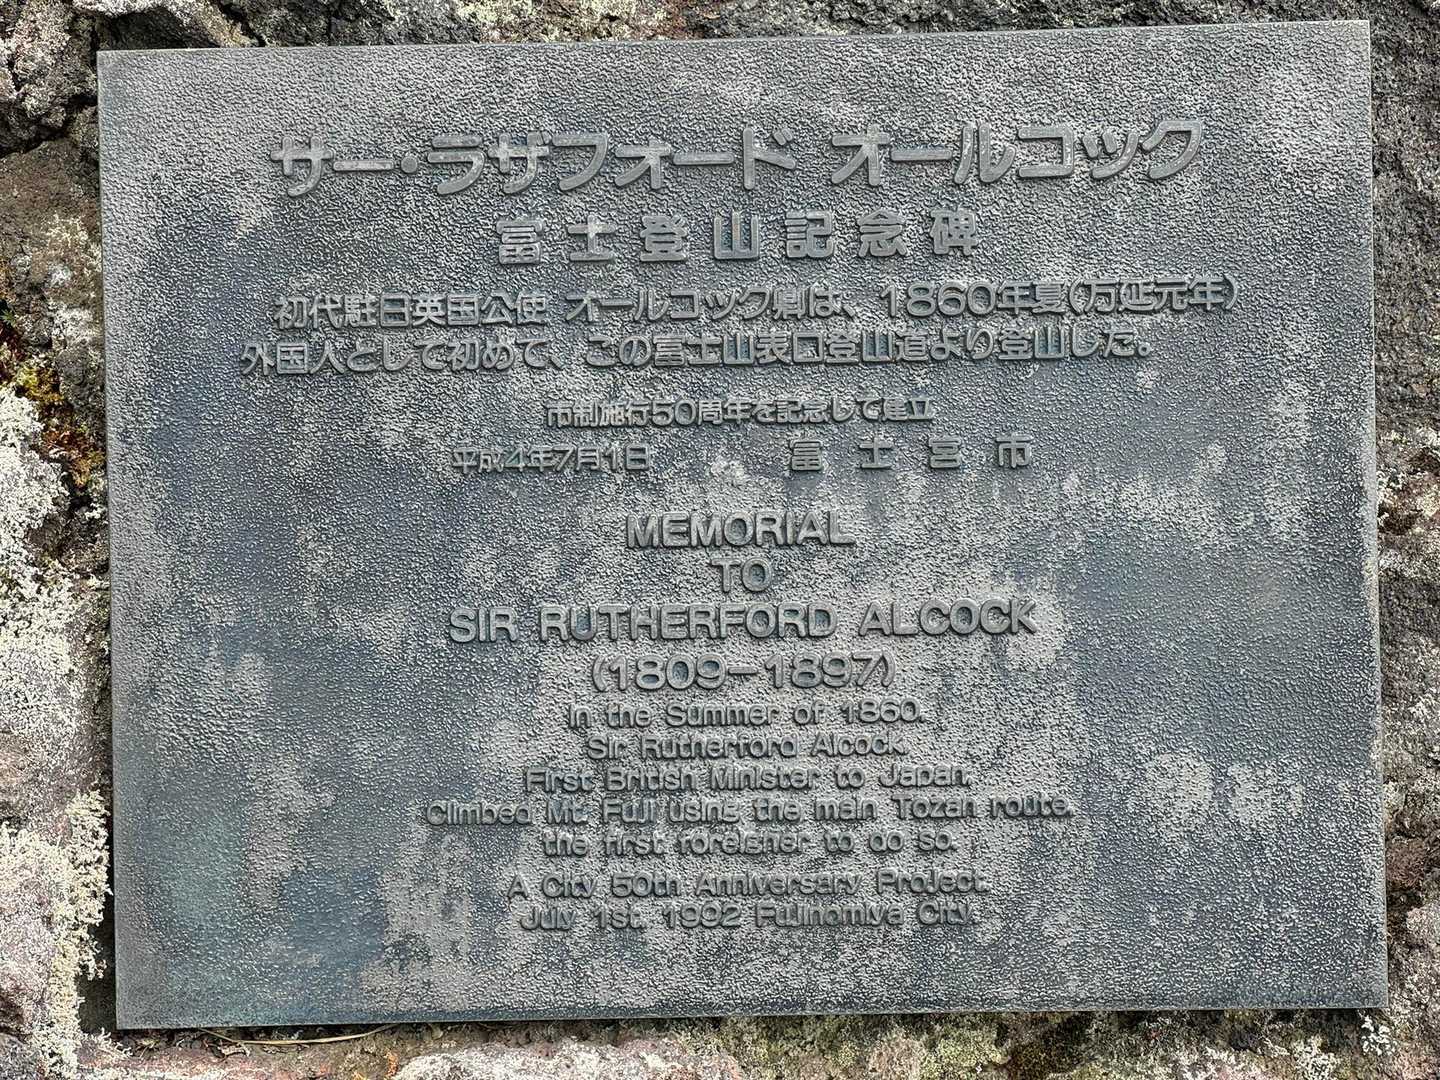 サー・ラザフォード オールコック
富士登山記念碑
初代駐日英国公使 オールコック卿は、1860年夏(万延元年)
外国人として初めて、この富士山表口登山道より登山した。
市制施行50周年を記念して建立
平成4年7月1日 富士宮市
MEMORIAL
TO
SIR RUTHERFORD ALCOCK
(1809-1897)
In the Summer of 1860,
Sir Rutherford Alcock,
First British Minister to Japan,
Climbed Mt. Fuji using the main Tozan route,
the first foreigner to do so.
A City 50th Anniversary Project.
July 1st. 1992 Fujinomiya City.